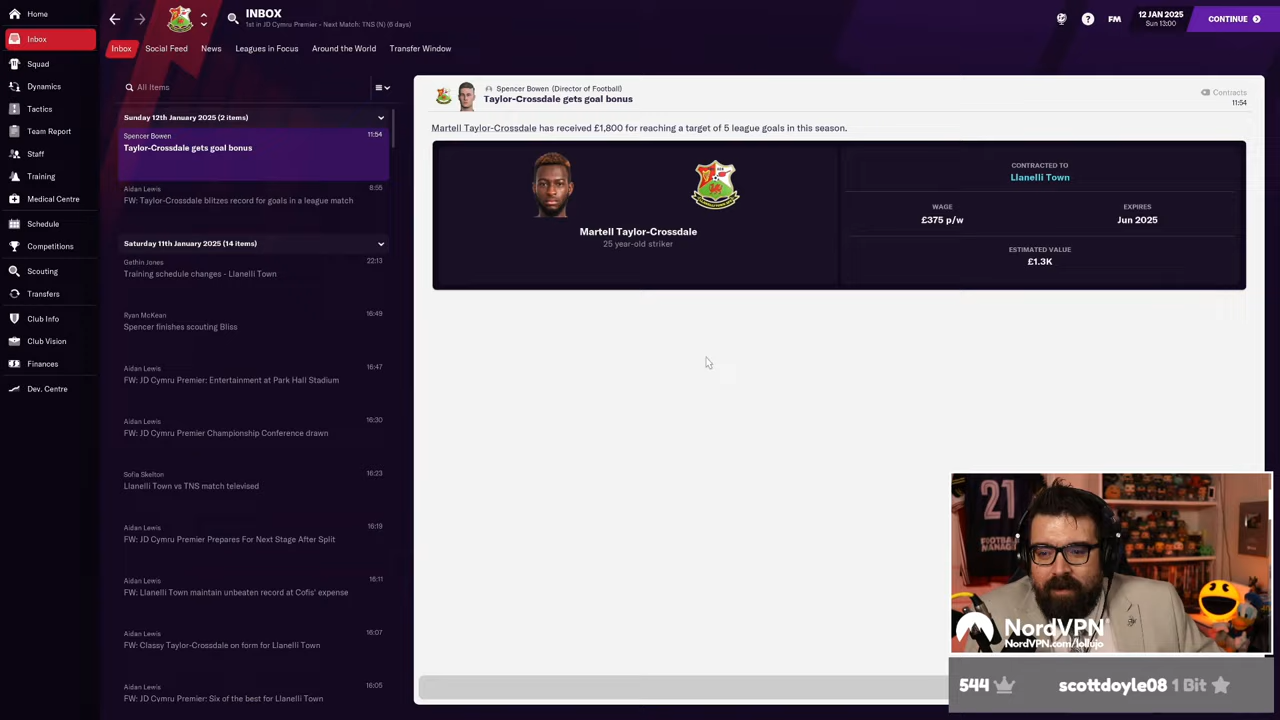 Home
Inbox
Squad
Dynamics
Tactics
Team Report
Staff
Training
Medical Centre
Schedule
Competitions
Scouting
Transfers
Club Info
Club Vision
Finances
Dev. Centre
INBOX
1st in JD Cymru Premier - Next Match: TNS (N) (6 days)
FM
12 JAN 2025
Sun 13:00
CONTINUE
Inbox Social Feed News Leagues in Focus Around the World Transfer Window
All Items
Sunday 12th January 2025 (2 items)
Spencer Bowen 11:54
Taylor-Crossdale gets goal bonus
Aidan Lewis 8:55
FW: Taylor-Crossdale blitzes record for goals in a league match
Saturday 11th January 2025 (14 items)
Gethin Jones 22:13
Training schedule changes - Llanelli Town
Ryan McKean 16:49
Spencer finishes scouting Bliss
Aidan Lewis 16:47
FW: JD Cymru Premier: Entertainment at Park Hall Stadium
Aidan Lewis 16:30
FW: JD Cymru Premier Championship Conference drawn
Sofia Skelton 16:23
Llanelli Town vs TNS match televised
Aidan Lewis 16:19
FW: JD Cymru Premier Prepares For Next Stage After Split
Aidan Lewis 16:11
FW: Llanelli Town maintain unbeaten record at Cofis' expense
Aidan Lewis 16:07
FW: Classy Taylor-Crossdale on form for Llanelli Town
Aidan Lewis 16:05
FW: JD Cymru Premier: Six of the best for Llanelli Town
Spencer Bowen (Director of Football)
Taylor-Crossdale gets goal bonus
Contracts
11:54
Martell Taylor-Crossdale has received £1,800 for reaching a target of 5 league goals in this season.
Martell Taylor-Crossdale
25 year-old striker
CONTRACTED TO
Llanelli Town
WAGE
£375 p/w
EXPIRES
Jun 2025
ESTIMATED VALUE
£1.3K
21
FOOTBALL
MANAGER
NordVPN
NordVPN.com/lollujo
544 scottdoyle08 1 Bit